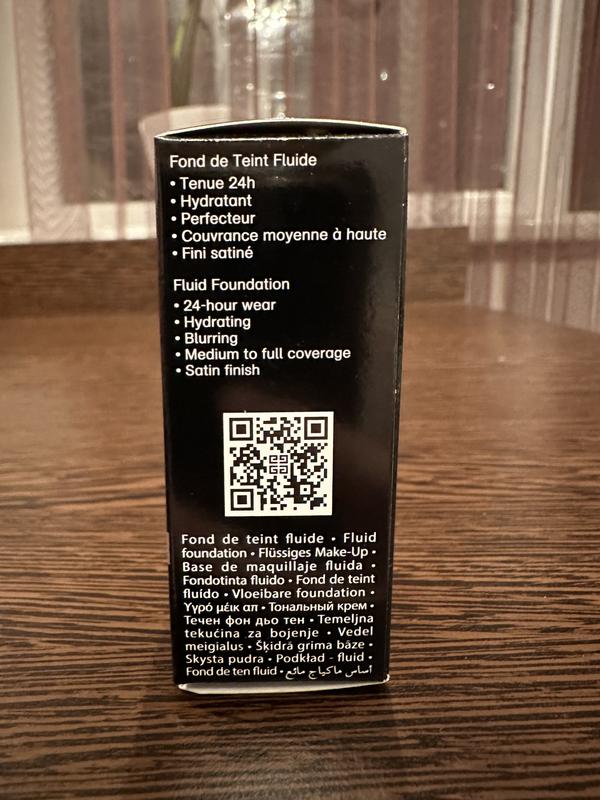 Fond de Teint Fluide
• Tenue 24h
• Hydratant
• Perfecteur
• Couvrance moyenne à haute
• Fini satiné
Fluid Foundation
• 24-hour wear
• Hydrating
• Blurring
• Medium to full coverage
• Satin finish
Fond de teint fluide • Fluid
foundation • Flüssiges Make-Up •
Base de maquillaje fluida •
Fondotinta fluido • Fond de teint
fluído • Vloeibare foundation •
Υγρό μέικ απ • Тональный крем •
Течен фон дьо тен • Temeljna
tekućina za bojenje • Vedel
meigialus • Šķidrā grima bāze •
Skysta pudra • Podkład - fluid •
Fond de ten fluid • أساس ماكياج مائع